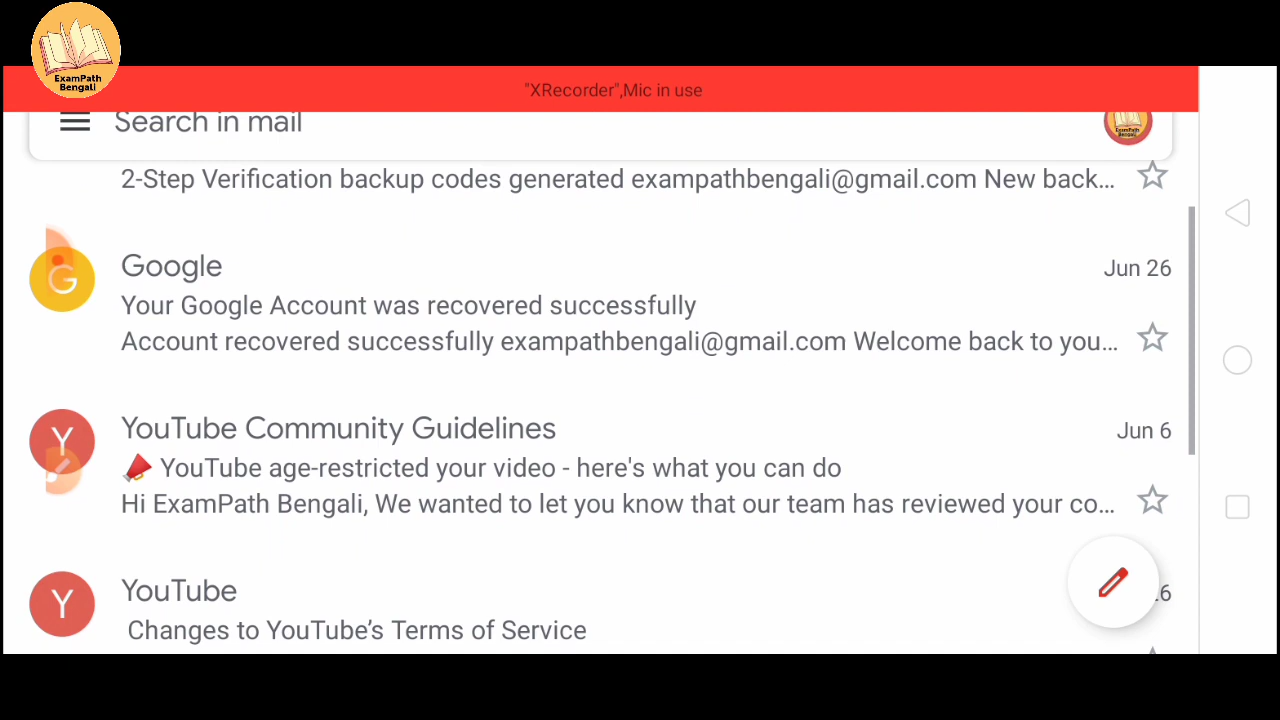 ExamPath
Bengali
"XRecorder",Mic in use
Search in mail
2-Step Verification backup codes generated exampathbengali@gmail.com New back...
G
Google
Jun 26
Your Google Account was recovered successfully
Account recovered successfully exampathbengali@gmail.com Welcome back to you...
Y
YouTube Community Guidelines
Jun 6
📣 YouTube age-restricted your video - here's what you can do
Hi ExamPath Bengali, We wanted to let you know that our team has reviewed your co...
Y
YouTube
Changes to YouTube’s Terms of Service